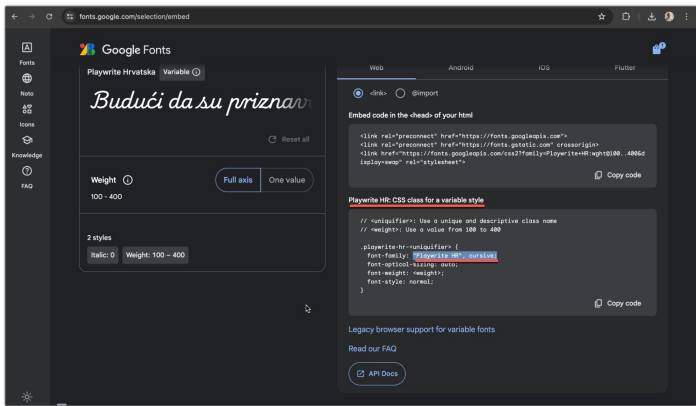 fonts.google.com/selection/embed
Google Fonts
Fonts
Noto
Icons
Knowledge
FAQ
Playwrite Hrvatska Variable
Budući da su priznan
Reset all
Weight
100 - 400
Full axis One value
2 styles
Italic: 0 Weight: 100 – 400
Web Android iOS Flutter
<link> @import
Embed code in the <head> of your html
<link rel="preconnect" href="https://fonts.googleapis.com">
<link rel="preconnect" href="https://fonts.gstatic.com" crossorigin>
<link href="https://fonts.googleapis.com/css2?family=Playwrite+HR:wght@100..400&d
isplay=swap" rel="stylesheet">
Copy code
Playwrite HR: CSS class for a variable style
// <uniquifier>: Use a unique and descriptive class name
// <weight>: Use a value from 100 to 400
.playwrite-hr-<uniquifier> {
font-family: "Playwrite HR", cursive;
font-optical-sizing: auto;
font-weight: <weight>;
font-style: normal;
}
Copy code
Legacy browser support for variable fonts
Read our FAQ
API Docs